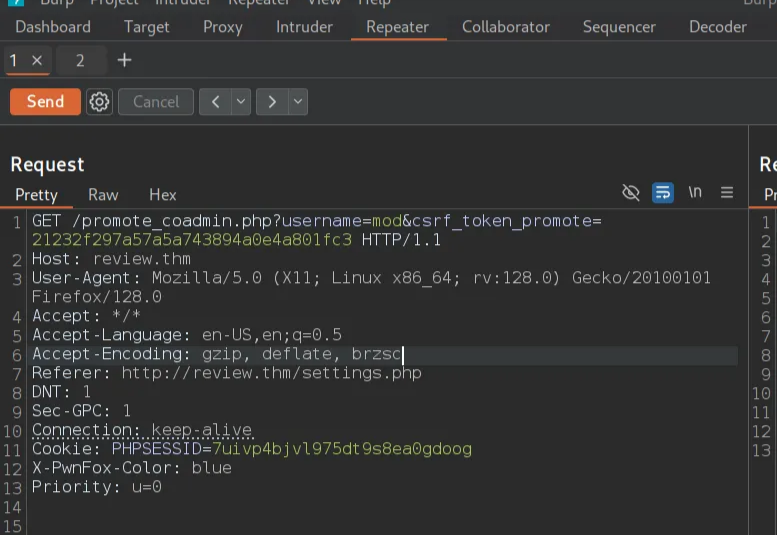 Burp Project Intruder Repeater View Help
Dashboard Target Proxy Intruder Repeater Collaborator Sequencer Decoder
1 × 2 +
Send Cancel < >
Request
Pretty Raw Hex \n
1 GET /promote_coadmin.php?username=mod&csrf_token_promote=
21232f297a57a5a743894a0e4a801fc3 HTTP/1.1
2 Host: review.thm
3 User-Agent: Mozilla/5.0 (X11; Linux x86_64; rv:128.0) Gecko/20100101
Firefox/128.0
4 Accept: */*
5 Accept-Language: en-US,en;q=0.5
6 Accept-Encoding: gzip, deflate, brzsc
7 Referer: http://review.thm/settings.php
8 DNT: 1
9 Sec-GPC: 1
10 Connection: keep-alive
11 Cookie: PHPSESSID=7uivp4bjvl975dt9s8ea0gdoog
12 X-PwnFox-Color: blue
13 Priority: u=0
14
15
1
2
3
4
5
6
7
8
9
10
11
12
13